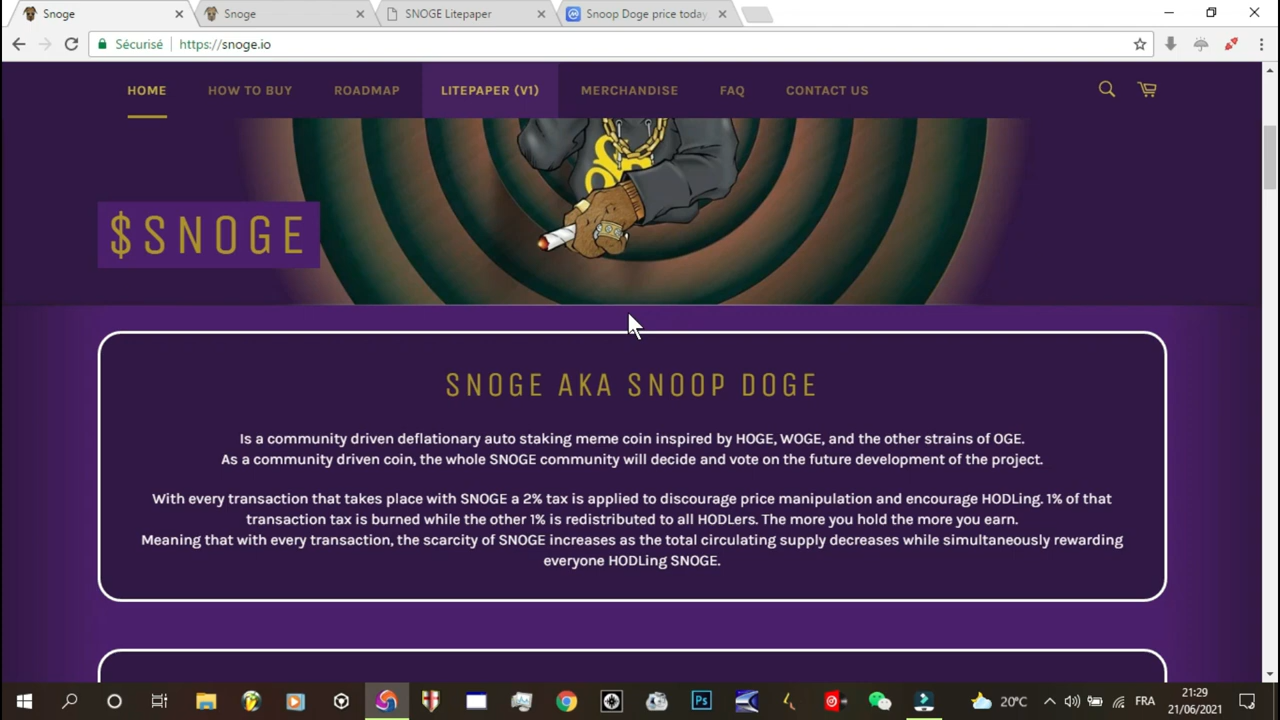 Snoge
Snoge
SNOGE Litepaper
Snoop Doge price today
Sécurisé
https://snoge.io
HOME
HOW TO BUY
ROADMAP
LITEPAPER (V1)
MERCHANDISE
FAQ
CONTACT US
$SNOGE
SNOGE AKA SNOOP DOGE
Is a community driven deflationary auto staking meme coin inspired by HOGE, WOGE, and the other strains of OGE.
As a community driven coin, the whole SNOGE community will decide and vote on the future development of the project.
With every transaction that takes place with SNOGE a 2% tax is applied to discourage price manipulation and encourage HODLing. 1% of that
transaction tax is burned while the other 1% is redistributed to all HODLers. The more you hold the more you earn.
Meaning that with every transaction, the scarcity of SNOGE increases as the total circulating supply decreases while simultaneously rewarding
everyone HODLing SNOGE.
Ps
20°C
FRA
21:29
21/06/2021